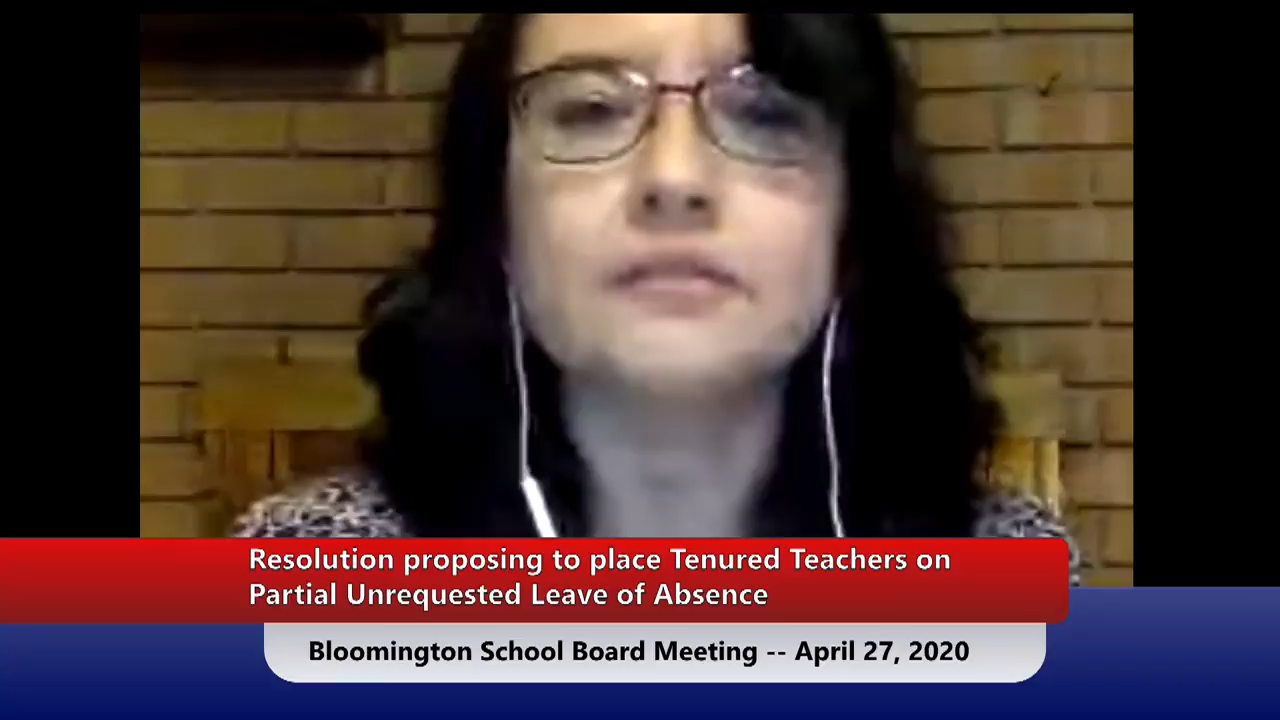 Resolution proposing to place Tenured Teachers on
Partial Unrequested Leave of Absence
Bloomington School Board Meeting -- April 27, 2020